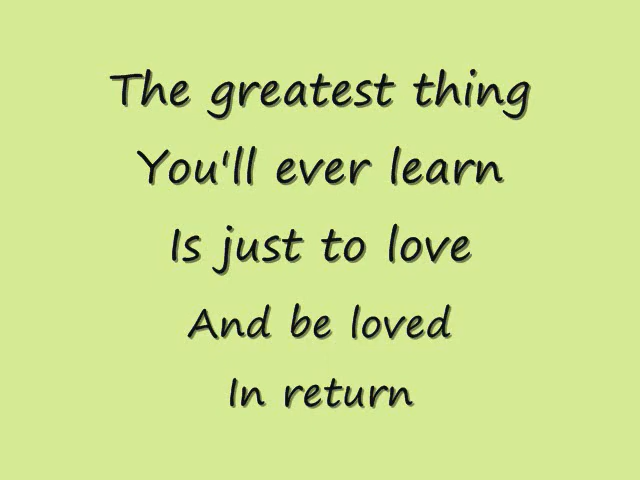 The greatest thing
You'll ever learn
Is just to love
And be loved
In return